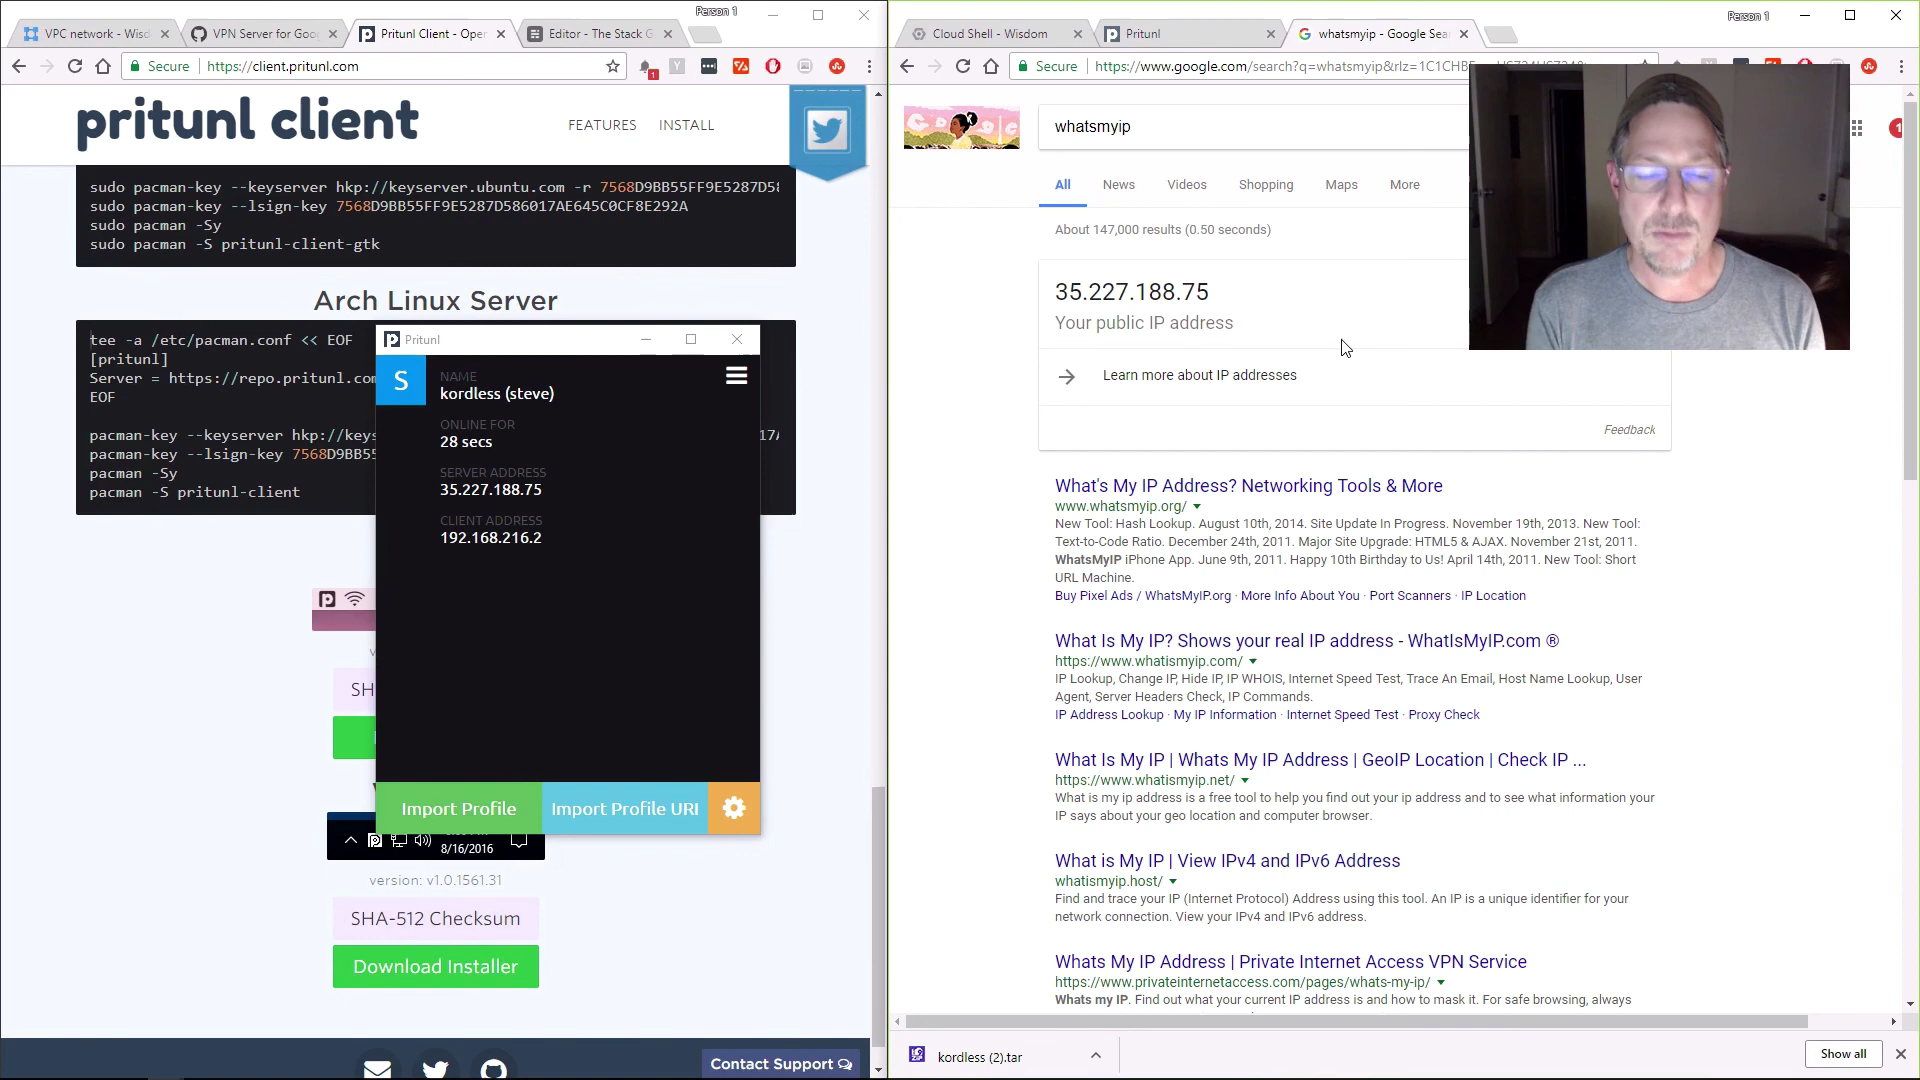 Person 1
VPC network - Wisd
VPN Server for Goo
Pritunl Client - Ope
Editor - The Stack G
Secure
https://client.pritunl.com
1
pritunl client
FEATURES
INSTALL
sudo pacman-key --keyserver hkp://keyserver.ubuntu.com -r 7568D9BB55FF9E5287D58
sudo pacman-key --lsign-key 7568D9BB55FF9E5287D586017AE645C0CF8E292A
sudo pacman -Sy
sudo pacman -S pritunl-client-gtk
Arch Linux Server
tee -a /etc/pacman.conf << EOF
[pritunl]
Server = https://repo.pritunl.com
EOF
pacman-key --keyserver hkp://keys
17A
pacman-key --lsign-key 7568D9BB55
pacman -Sy
pacman -S pritunl-client
Pritunl
S
NAME
kordless (steve)
ONLINE FOR
28 secs
SERVER ADDRESS
35.227.188.75
CLIENT ADDRESS
192.168.216.2
Import Profile
Import Profile URI
SH
8/16/2016
version: v1.0.1561.31
SHA-512 Checksum
Download Installer
Contact Support
Person 1
Cloud Shell - Wisdom
Pritunl
whatsmyip - Google Sea
Secure
https://www.google.com/search?q=whatsmyip&rlz=1C1CHBF
whatsmyip
1
All
News
Videos
Shopping
Maps
More
About 147,000 results (0.50 seconds)
35.227.188.75
Your public IP address
Learn more about IP addresses
Feedback
What's My IP Address? Networking Tools & More
www.whatsmyip.org/
New Tool: Hash Lookup. August 10th, 2014. Site Update In Progress. November 19th, 2013. New Tool:
Text-to-Code Ratio. December 24th, 2011. Major Site Upgrade: HTML5 & AJAX. November 21st, 2011.
WhatsMyIP iPhone App. June 9th, 2011. Happy 10th Birthday to Us! April 14th, 2011. New Tool: Short
URL Machine.
Buy Pixel Ads / WhatsMyIP.org · More Info About You · Port Scanners · IP Location
What Is My IP? Shows your real IP address - WhatIsMyIP.com ®
https://www.whatismyip.com/
IP Lookup, Change IP, Hide IP, IP WHOIS, Internet Speed Test, Trace An Email, Host Name Lookup, User
Agent, Server Headers Check, IP Commands.
IP Address Lookup · My IP Information · Internet Speed Test · Proxy Check
What Is My IP | Whats My IP Address | GeoIP Location | Check IP ...
https://www.whatismyip.net/
What is my ip address is a free tool to help you find out your ip address and to see what information your
IP says about your geo location and computer browser.
What is My IP | View IPv4 and IPv6 Address
whatismyip.host/
Find and trace your IP (Internet Protocol) Address using this tool. An IP is a unique identifier for your
network connection. View your IPv4 and IPv6 address.
Whats My IP Address | Private Internet Access VPN Service
https://www.privateinternetaccess.com/pages/whats-my-ip/
Whats my IP. Find out what your current IP address is and how to mask it. For safe browsing, always
kordless (2).tar
Show all